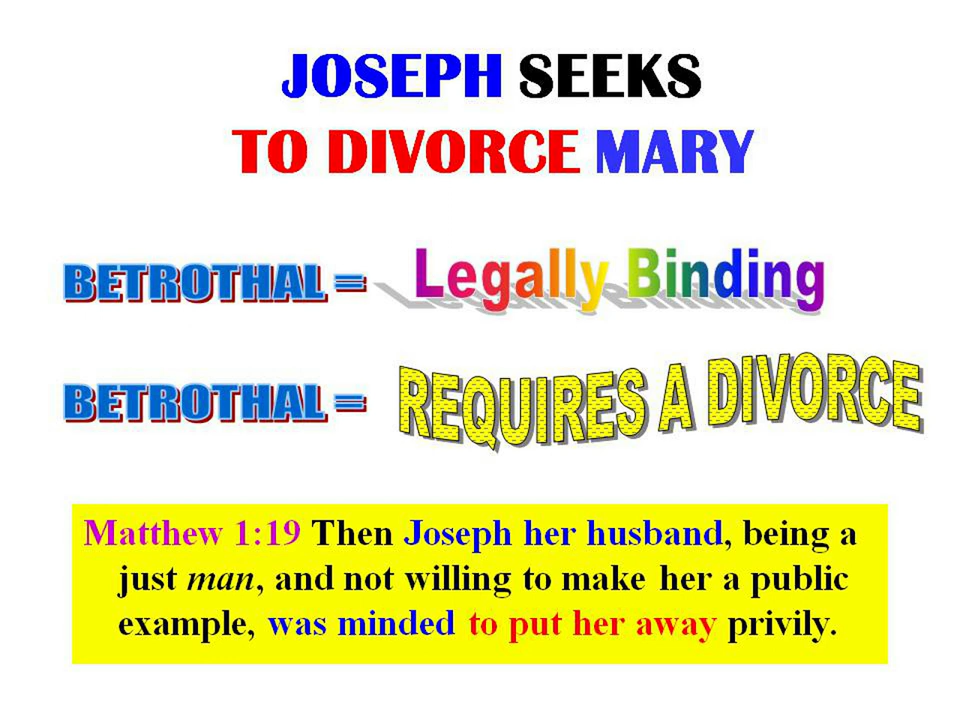 JOSEPH SEEKS
TO DIVORCE MARY
BETROTHAL = Legally Binding
BETROTHAL = REQUIRES A DIVORCE
Matthew 1:19 Then Joseph her husband, being a
just man, and not willing to make her a public
example, was minded to put her away privily.